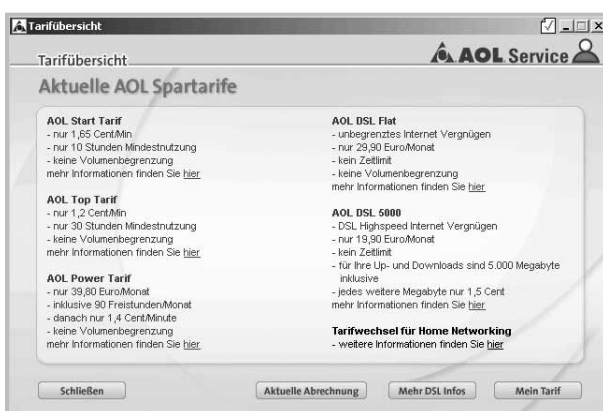 Tarifübersicht
Tarifübersicht
AOL Service
Aktuelle AOL Spartarife
AOL Start Tarif
- nur 1,65 Cent/Min
- nur 10 Stunden Mindestnutzung
- keine Volumenbegrenzung
mehr Informationen finden Sie hier
AOL Top Tarif
- nur 1,2 Cent/Min
- nur 30 Stunden Mindestnutzung
- keine Volumenbegrenzung
mehr Informationen finden Sie hier
AOL Power Tarif
- nur 39,80 Euro/Monat
- inklusive 90 Freistunden/Monat
- danach nur 1,4 Cent/Minute
- keine Volumenbegrenzung
mehr Informationen finden Sie hier
AOL DSL Flat
- unbegrenztes Internet Vergnügen
- nur 29,90 Euro/Monat
- kein Zeitlimit
- keine Volumenbegrenzung
mehr Informationen finden Sie hier
AOL DSL 5000
- DSL Highspeed Internet Vergnügen
- nur 19,90 Euro/Monat
- kein Zeitlimit
- für Ihre Up- und Downloads sind 5.000 Megabyte
inklusive
- jedes weitere Megabyte nur 1,5 Cent
mehr Informationen finden Sie hier
Tarifwechsel für Home Networking
- weitere Informationen finden Sie hier
Schließen
Aktuelle Abrechnung
Mehr DSL Infos
Mein Tarif